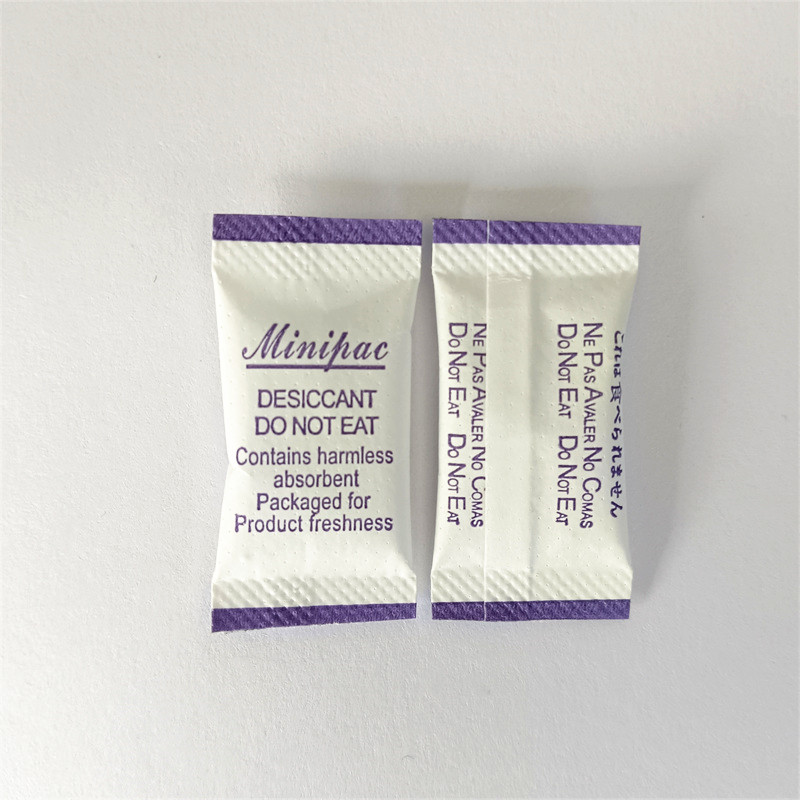 Minipac
DESICCANT
DO NOT EAT
Contains harmless
absorbent
Packaged for
Product freshness
NE PAS AVALER NO COMAS
DO NOT EAT DO NOT EAT
これは食べられません
NE PAS AVALER NO COMAS
DO NOT EAT DO NOT EAT